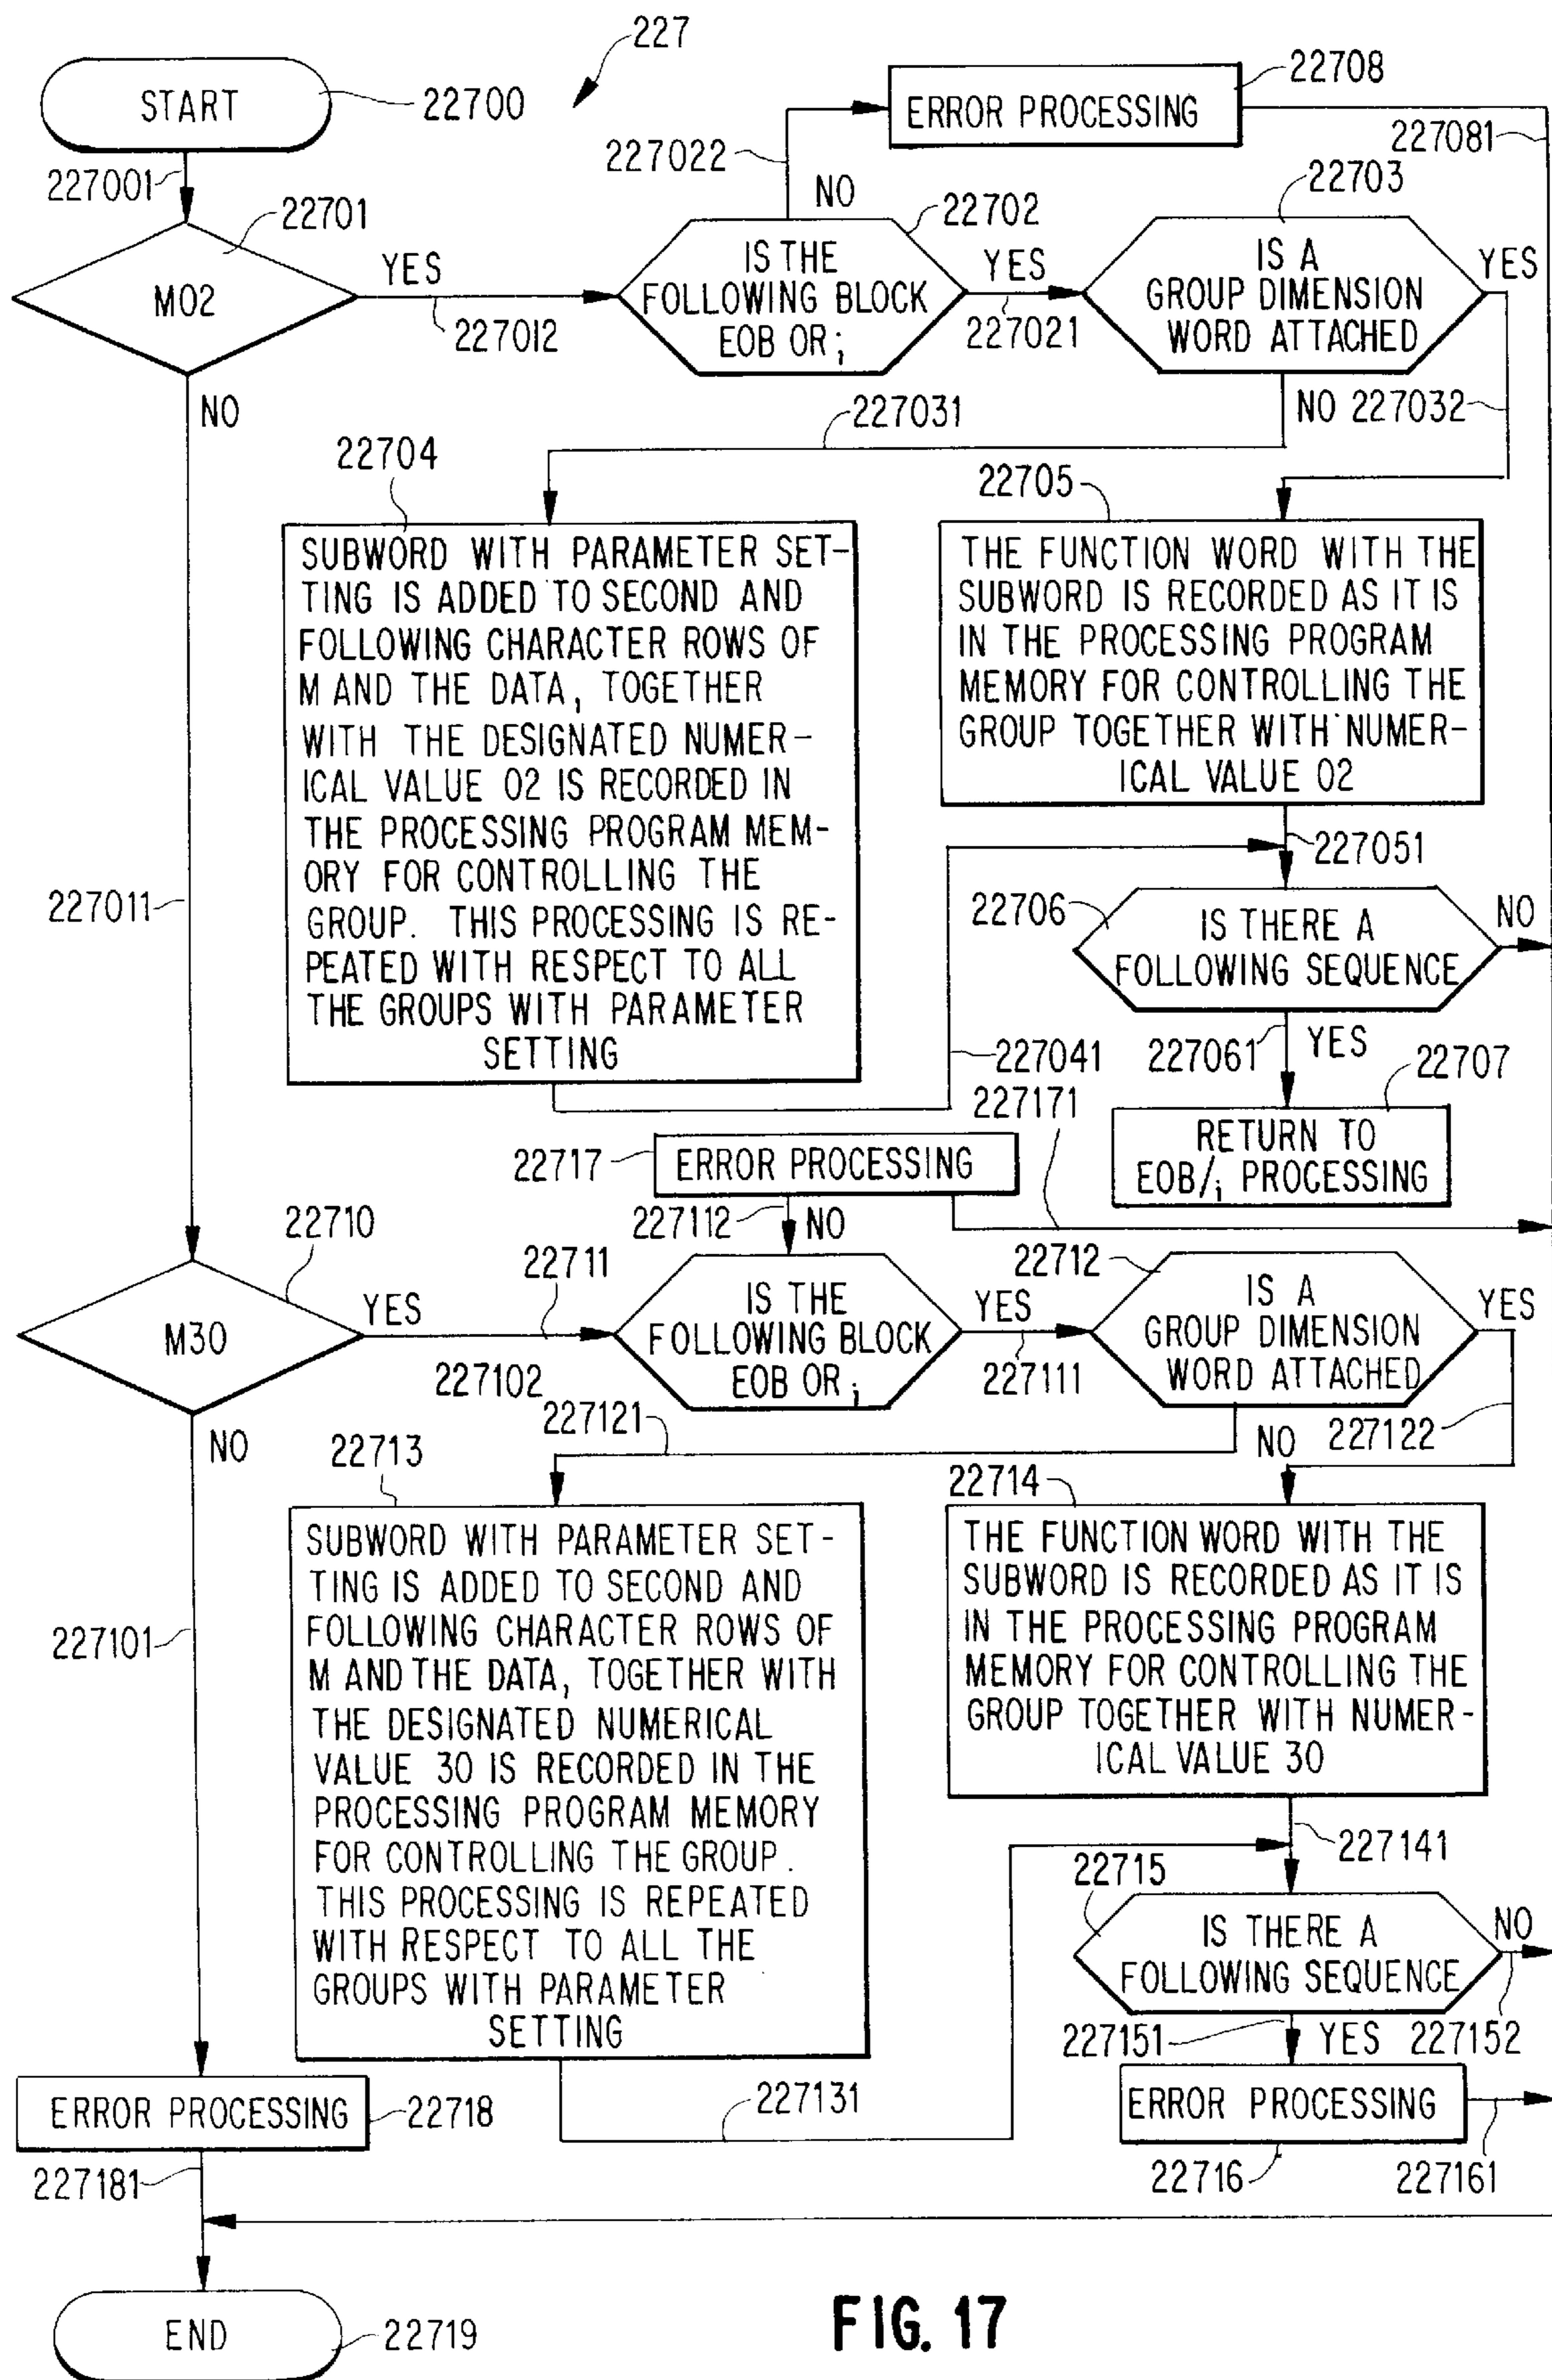 227
START
22700
22708
ERROR PROCESSING
227081
227022
NO
227001
22701
M02
YES
227012
22702
IS THE
FOLLOWING BLOCK
EOB OR ;
YES
227021
22703
IS A
GROUP DIMENSION
WORD ATTACHED
YES
NO
NO 227032
227031
22704
SUBWORD WITH PARAMETER SET-
TING IS ADDED TO SECOND AND
FOLLOWING CHARACTER ROWS OF
M AND THE DATA, TOGETHER
WITH THE DESIGNATED NUMER-
ICAL VALUE 02 IS RECORDED IN
THE PROCESSING PROGRAM MEM-
ORY FOR CONTROLLING THE
GROUP. THIS PROCESSING IS RE-
PEATED WITH RESPECT TO ALL
THE GROUPS WITH PARAMETER
SETTING
22705
THE FUNCTION WORD WITH THE
SUBWORD IS RECORDED AS IT IS
IN THE PROCESSING PROGRAM
MEMORY FOR CONTROLLING THE
GROUP TOGETHER WITH NUMER-
ICAL VALUE 02
227051
227011
22706
IS THERE A
FOLLOWING SEQUENCE
NO
227041
227061
YES
22707
RETURN TO
EOB/; PROCESSING
227171
22717
ERROR PROCESSING
227112
NO
22710
M30
YES
22711
227102
IS THE
FOLLOWING BLOCK
EOB OR ;
YES
227111
22712
IS A
GROUP DIMENSION
WORD ATTACHED
YES
NO
227121
NO 227122
22713
SUBWORD WITH PARAMETER SET-
TING IS ADDED TO SECOND AND
FOLLOWING CHARACTER ROWS OF
M AND THE DATA, TOGETHER WITH
THE DESIGNATED NUMERICAL
VALUE 30 IS RECORDED IN THE
PROCESSING PROGRAM MEMORY
FOR CONTROLLING THE GROUP.
THIS PROCESSING IS REPEATED
WITH RESPECT TO ALL THE
GROUPS WITH PARAMETER
SETTING
22714
THE FUNCTION WORD WITH THE
SUBWORD IS RECORDED AS IT IS
IN THE PROCESSING PROGRAM
MEMORY FOR CONTROLLING THE
GROUP TOGETHER WITH NUMER-
ICAL VALUE 30
227101
227141
22715
IS THERE A
FOLLOWING SEQUENCE
NO
227151
YES
227152
ERROR PROCESSING
22718
227131
ERROR PROCESSING
22716
227161
227181
END
22719
FIG. 17